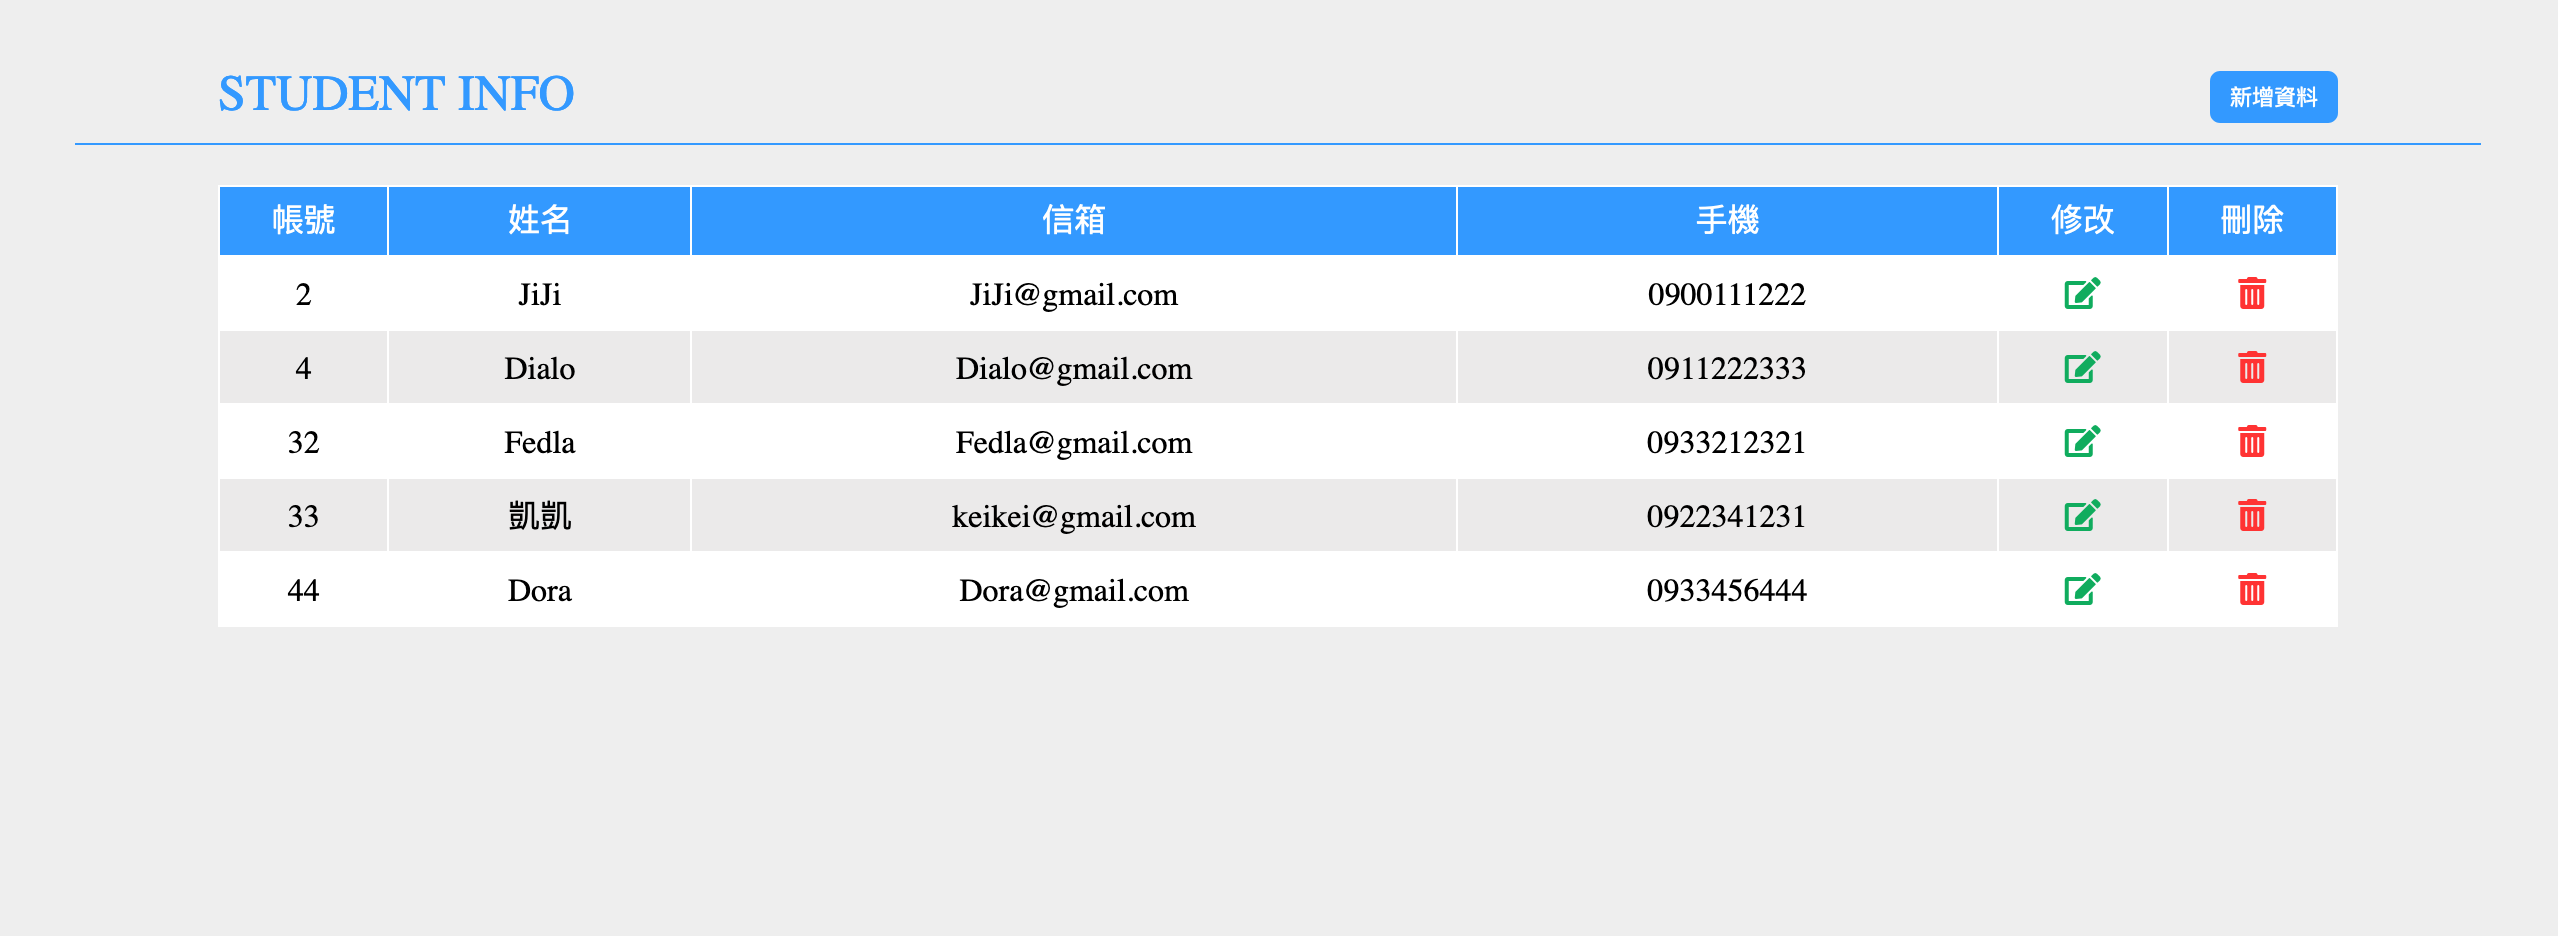 STUDENT INFO
新增資料
帳號 姓名 信箱 手機 修改 刪除
2 JiJi JiJi@gmail.com 0900111222
4 Dialo Dialo@gmail.com 0911222333
32 Fedla Fedla@gmail.com 0933212321
33 凱凱 keikei@gmail.com 0922341231
44 Dora Dora@gmail.com 0933456444